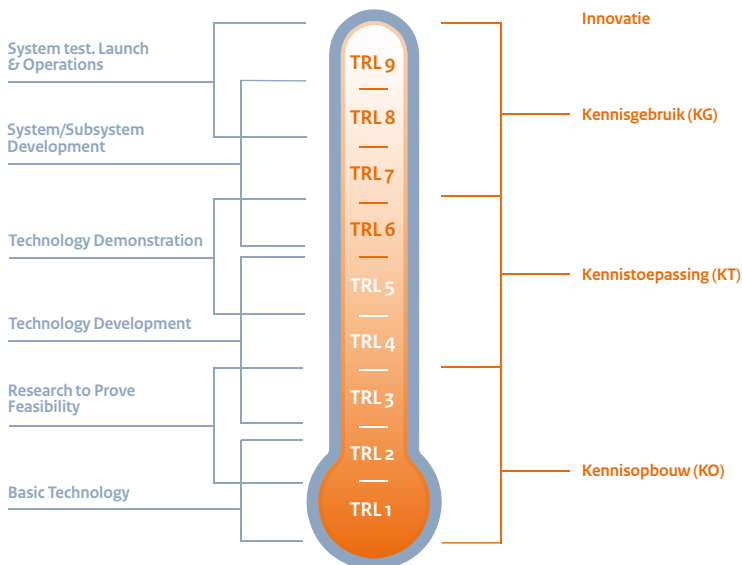 System test. Launch
& Operations
System/Subsystem
Development
Technology Demonstration
Technology Development
Research to Prove
Feasibility
Basic Technology
TRL 9
TRL 8
TRL 7
TRL 6
TRL 5
TRL 4
TRL 3
TRL 2
TRL 1
Innovatie
Kennisgebruik (KG)
Kennistoepassing (KT)
Kennisopbouw (KO)